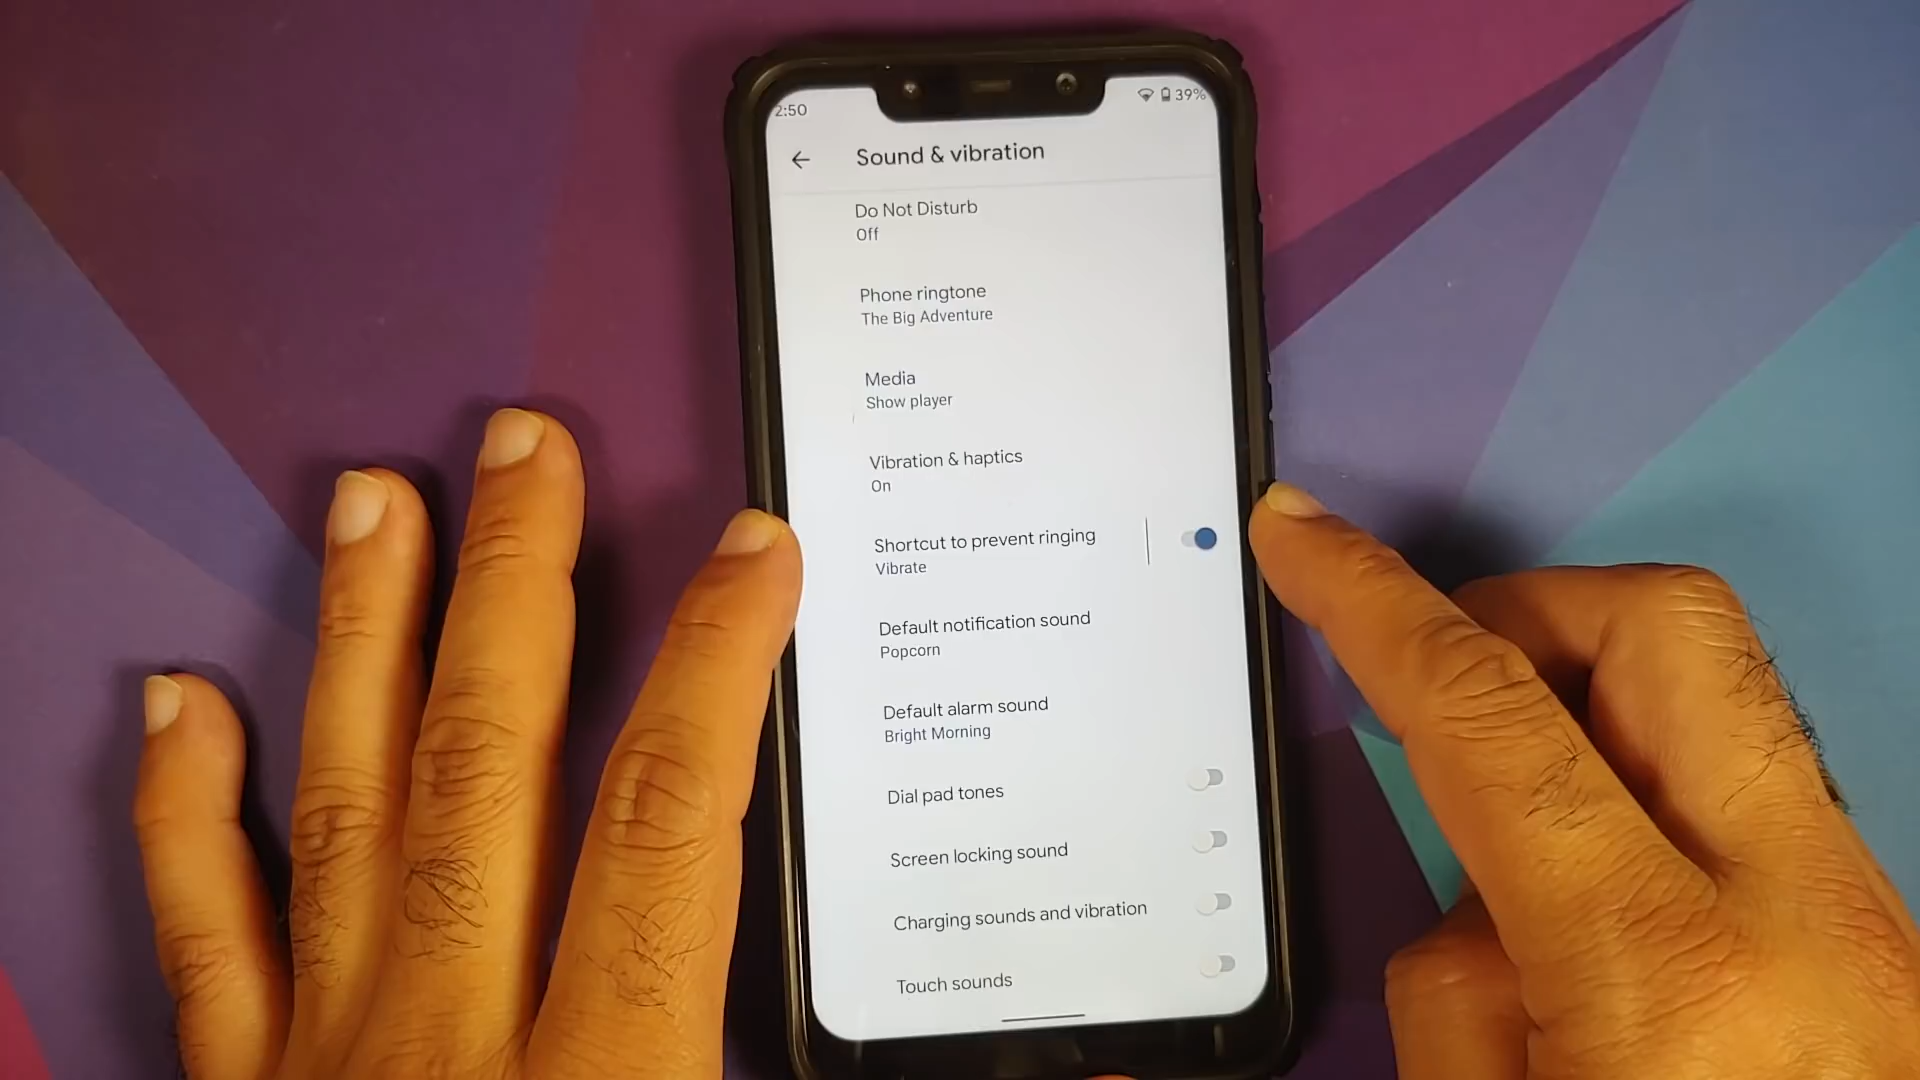 2:50
39%
Sound & vibration
Do Not Disturb
Off
Phone ringtone
The Big Adventure
Media
Show player
Vibration & haptics
On
Shortcut to prevent ringing
Vibrate
Default notification sound
Popcorn
Default alarm sound
Bright Morning
Dial pad tones
Screen locking sound
Charging sounds and vibration
Touch sounds